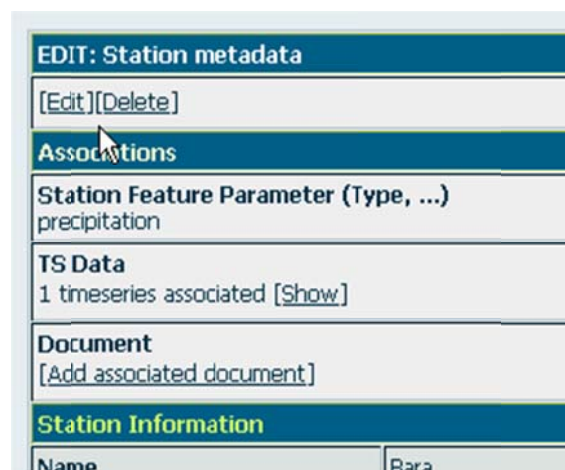 EDIT: Station metadata
[Edit][Delete]
Associations
Station Feature Parameter (Type, ...)
precipitation
TS Data
1 timeseries associated [Show]
Document
[Add associated document]
Station Information
Name Bara